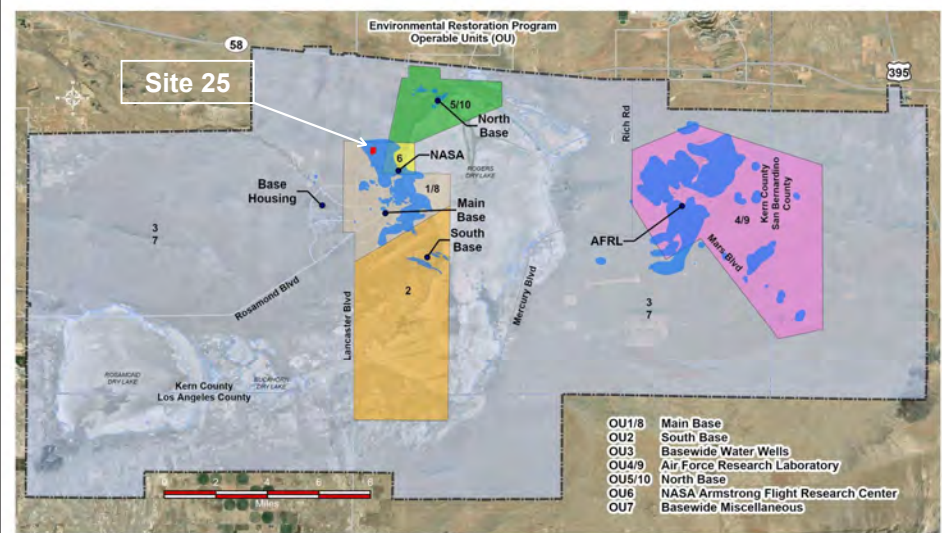 Environmental Restoration Program
Operable Units (OU)
58
395
Site 25
5/10
North
Base
Rich Rd
6
NASA
ROGERS
DRY LAKE
Base
Housing
1/8
Main
Base
South
Base
Kern County
San Bernardino
County
4/9
AFRL
Mars Blvd
3
7
2
3
7
Rosamond Blvd
Lancaster Blvd
Mercury Blvd
ROSAMOND
DRY LAKE
BUCKHORN
DRY LAKE
Kern County
Los Angeles County
0 2 4 6 8
Miles
OU1/8 Main Base
OU2 South Base
OU3 Basewide Water Wells
OU4/9 Air Force Research Laboratory
OU5/10 North Base
OU6 NASA Armstrong Flight Research Center
OU7 Basewide Miscellaneous